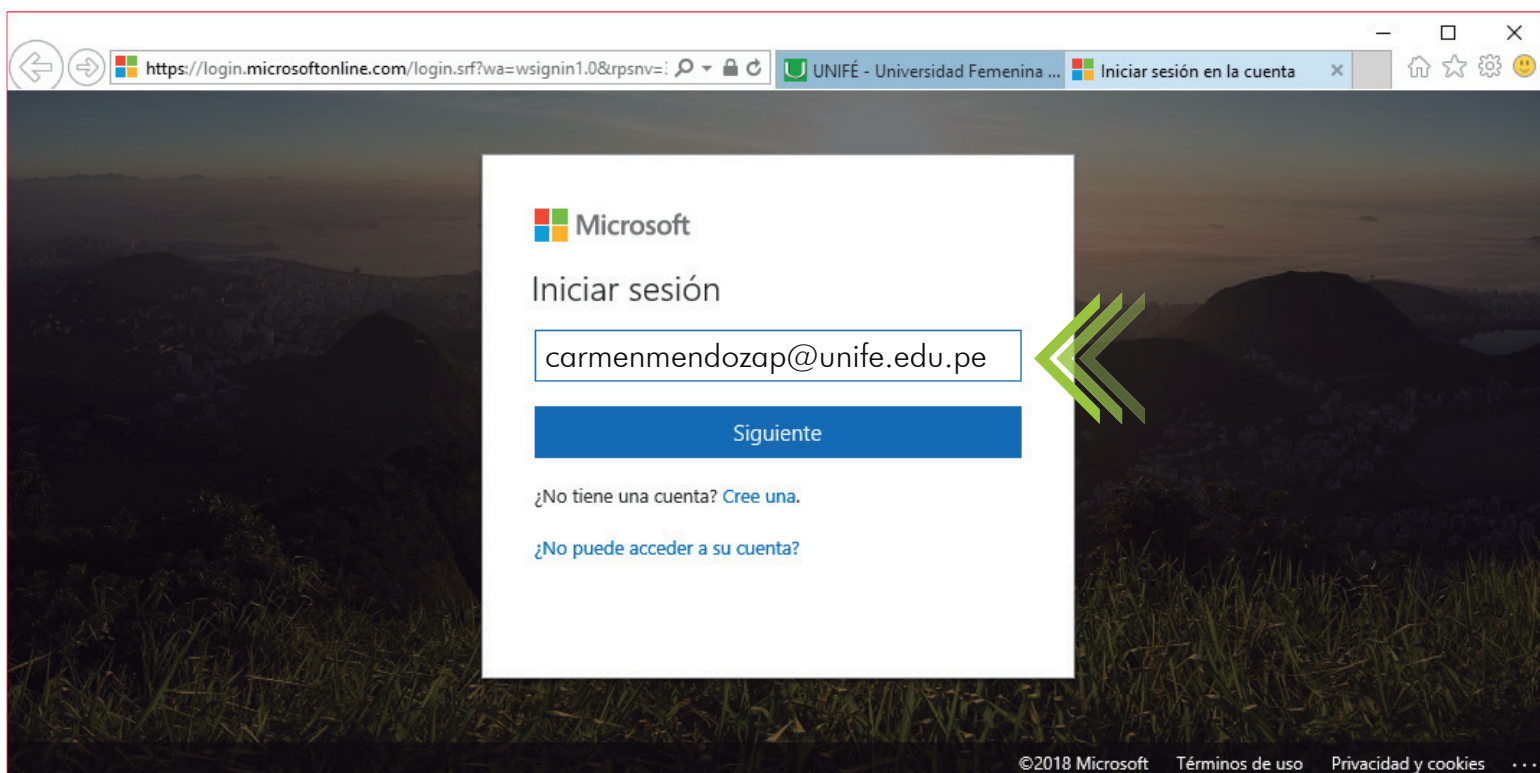 https://login.microsoftonline.com/login.srf?wa=wsignin1.0&rpsnv=
UNIFÉ - Universidad Femenina ...
Iniciar sesión en la cuenta
Microsoft
Iniciar sesión
carmenmendozap@unife.edu.pe
Siguiente
¿No tiene una cuenta? Cree una.
¿No puede acceder a su cuenta?
©2018 Microsoft Términos de uso Privacidad y cookies ...